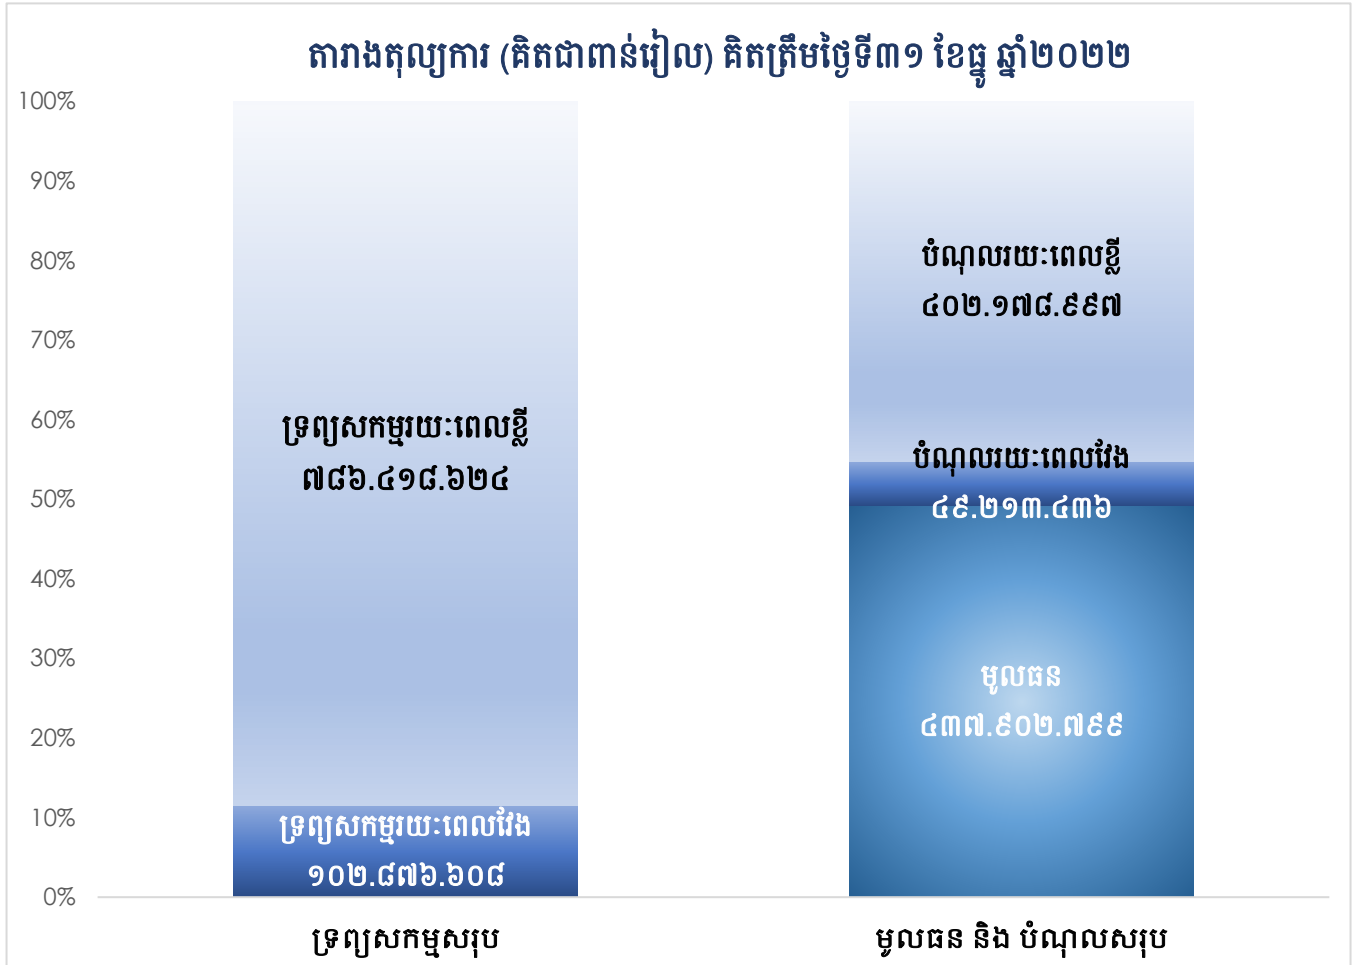 តារាងតុល្យការ (គិតជាពាន់រៀល) គិតត្រឹមថ្ងៃទី៣១ ខែធ្នូ ឆ្នាំ២០២២
100%
90%
80%
70%
60%
50%
40%
30%
20%
10%
0%
ទ្រព្យសកម្មរយៈពេលខ្លី
៧៨៦.៤១៨.៦២៤
ទ្រព្យសកម្មរយៈពេលវែង
១០២.៨៧៦.៦០៨
បំណុលរយៈពេលខ្លី
៤០២.១៧៨.៩៩៧
បំណុលរយៈពេលវែង
៤៩.២១៣.៤៣៦
មូលធន
៤៣៧.៩០២.៧៩៩
ទ្រព្យសកម្មសរុប
មូលធន និង បំណុលសរុប